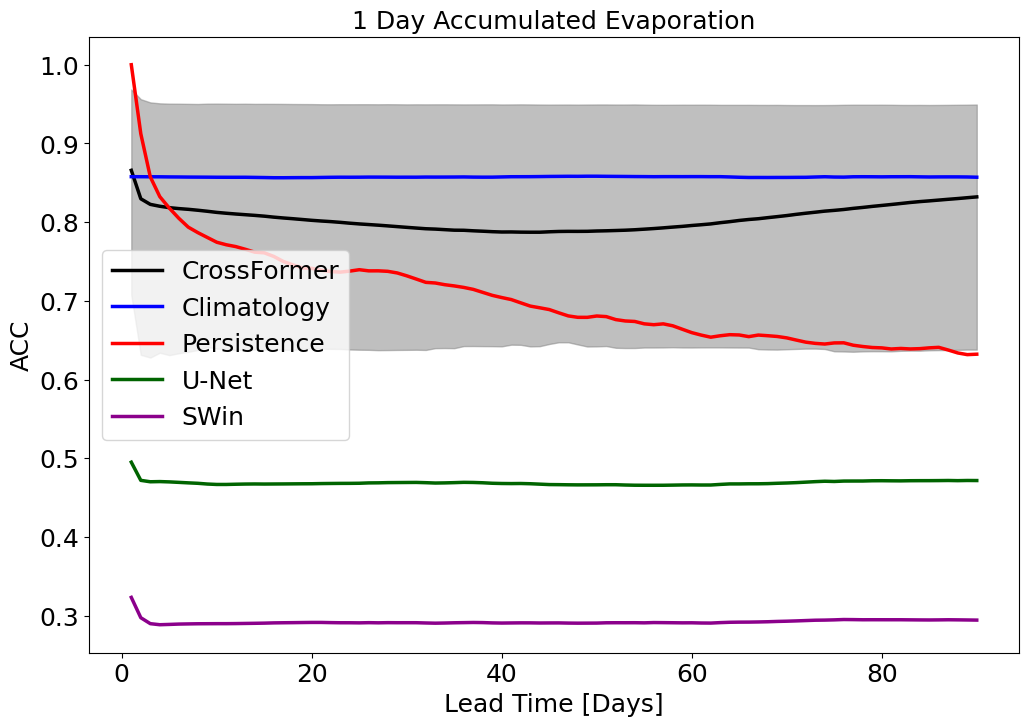 1 Day Accumulated Evaporation
1.0
0.9
0.8
0.7
0.6
0.5
0.4
0.3
ACC
CrossFormer
Climatology
Persistence
U-Net
SWin
0
20
40
60
80
Lead Time [Days]